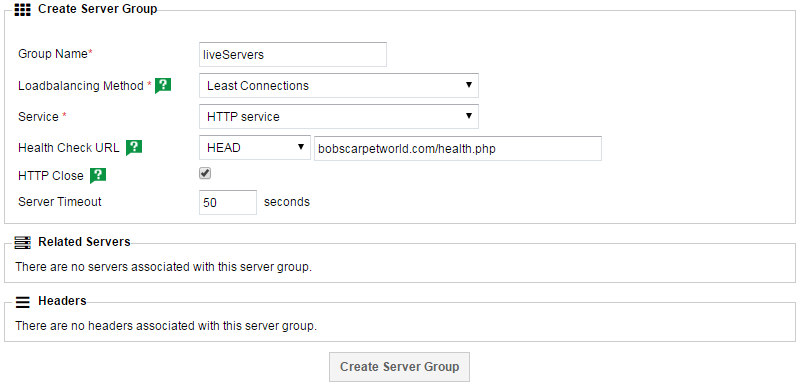 Create Server Group
Group Name* liveServers
Loadbalancing Method * ? Least Connections
Service * HTTP service
Health Check URL ? HEAD bobscarpetworld.com/health.php
HTTP Close ?
Server Timeout 50 seconds
Related Servers
There are no servers associated with this server group.
Headers
There are no headers associated with this server group.
Create Server Group